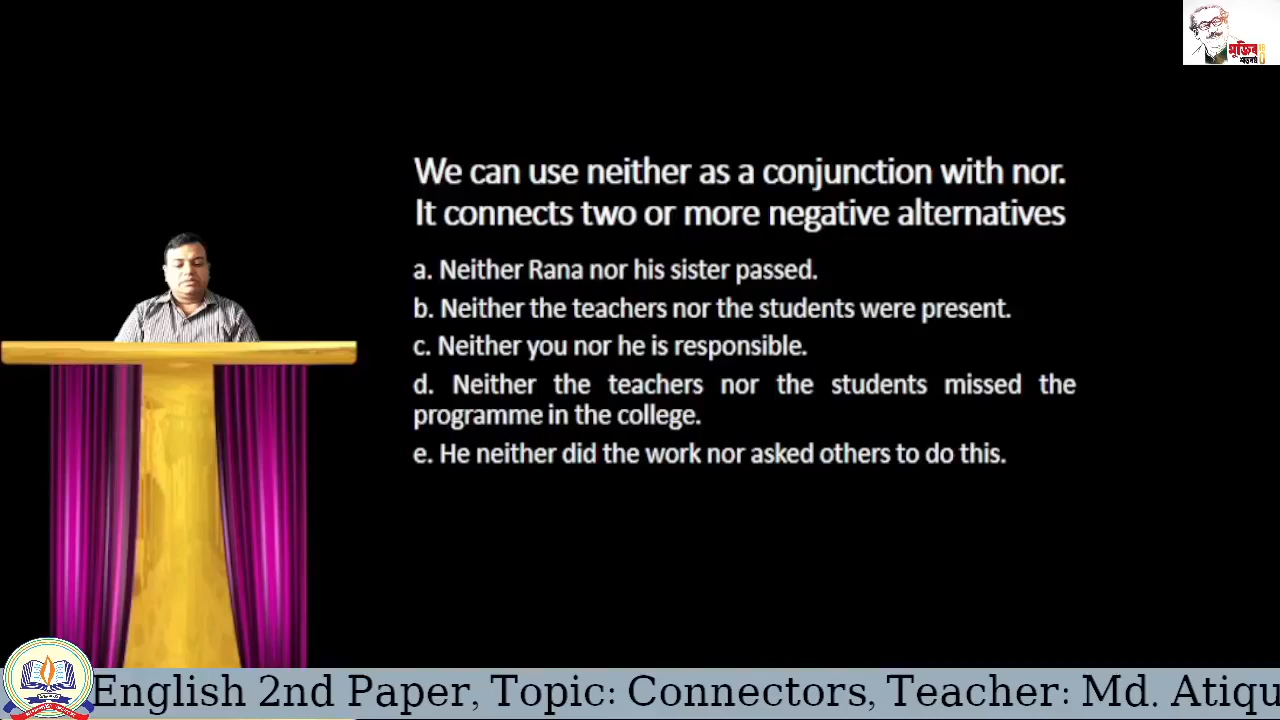 মুজিব
শতবর্ষ
We can use neither as a conjunction with nor.
It connects two or more negative alternatives
a. Neither Rana nor his sister passed.
b. Neither the teachers nor the students were present.
c. Neither you nor he is responsible.
d. Neither the teachers nor the students missed the
programme in the college.
e. He neither did the work nor asked others to do this.
English 2nd Paper, Topic: Connectors, Teacher: Md. Atiqu